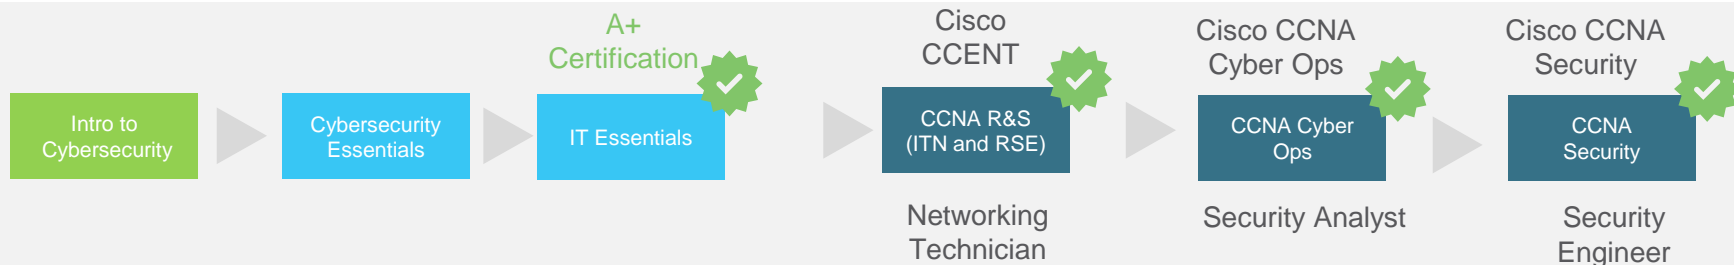 A+
Certification
Cisco
CCENT
Cisco CCNA
Cyber Ops
Cisco CCNA
Security
Intro to
Cybersecurity
Cybersecurity
Essentials
IT Essentials
CCNA R&S
(ITN and RSE)
CCNA Cyber
Ops
CCNA
Security
Networking
Technician
Security Analyst
Security
Engineer